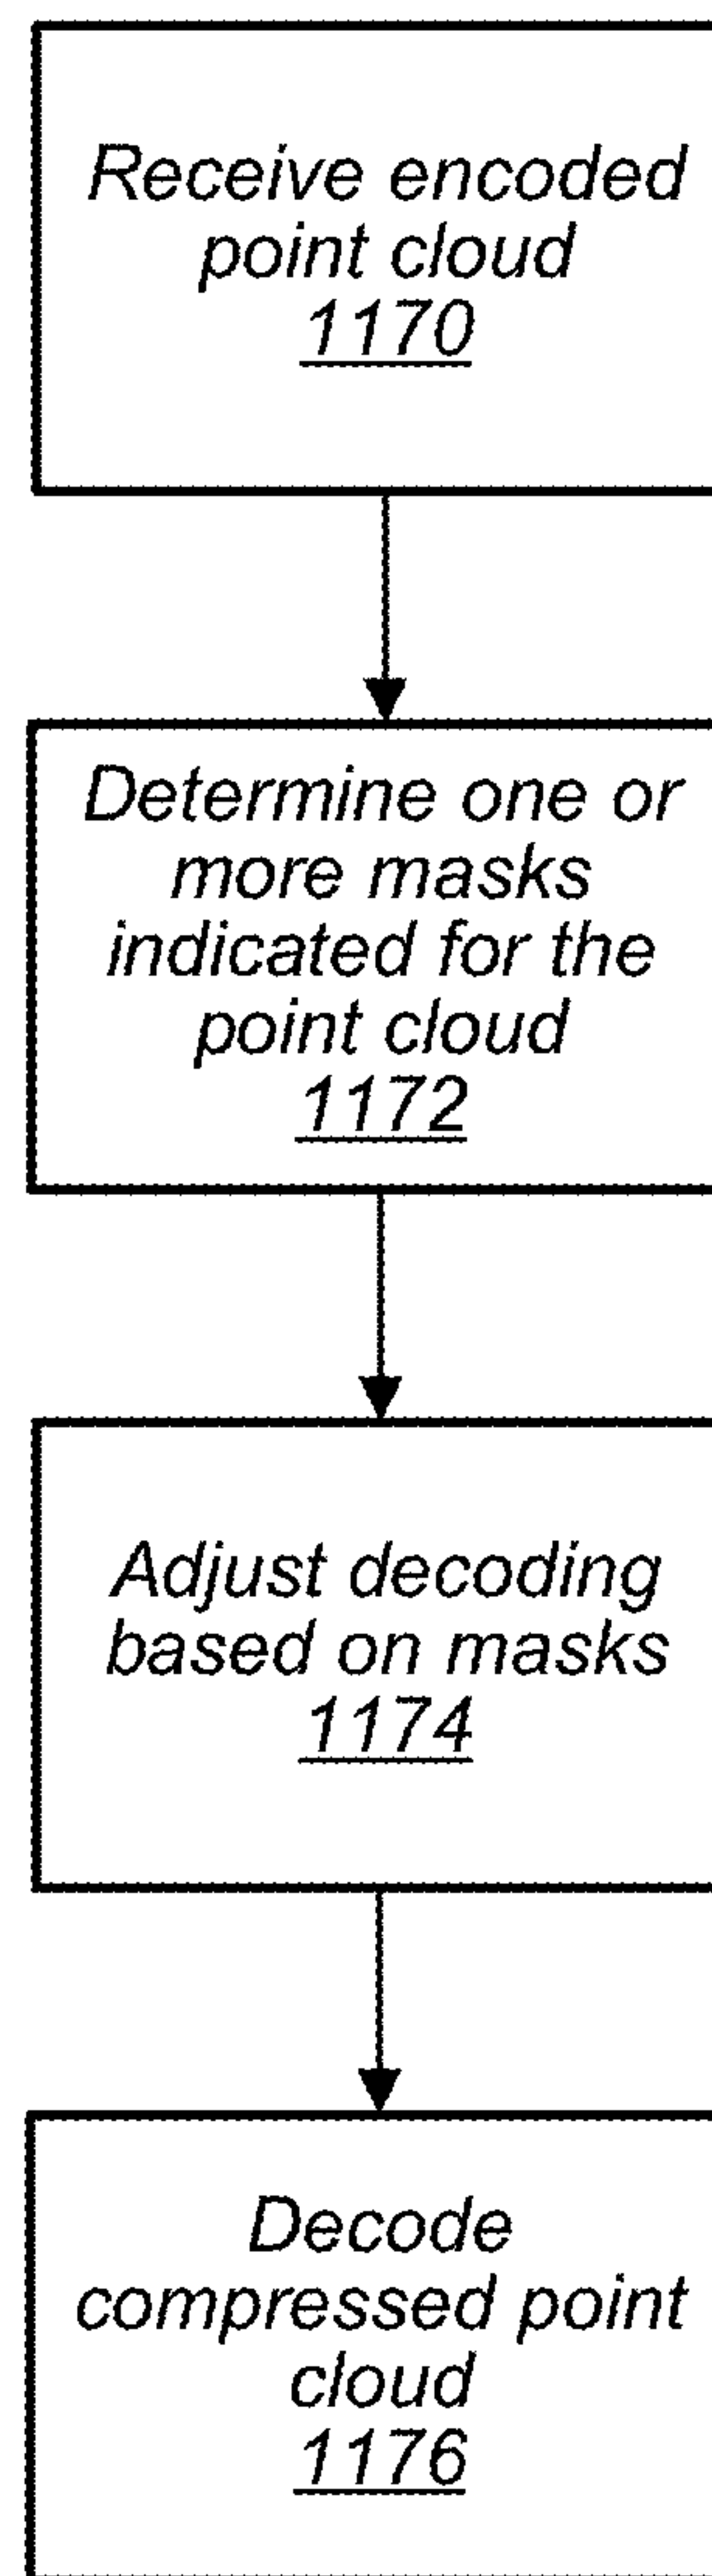 Receive encoded
point cloud
1170
Determine one or
more masks
indicated for the
point cloud
1172
Adjust decoding
based on masks
1174
Decode
compressed point
cloud
1176